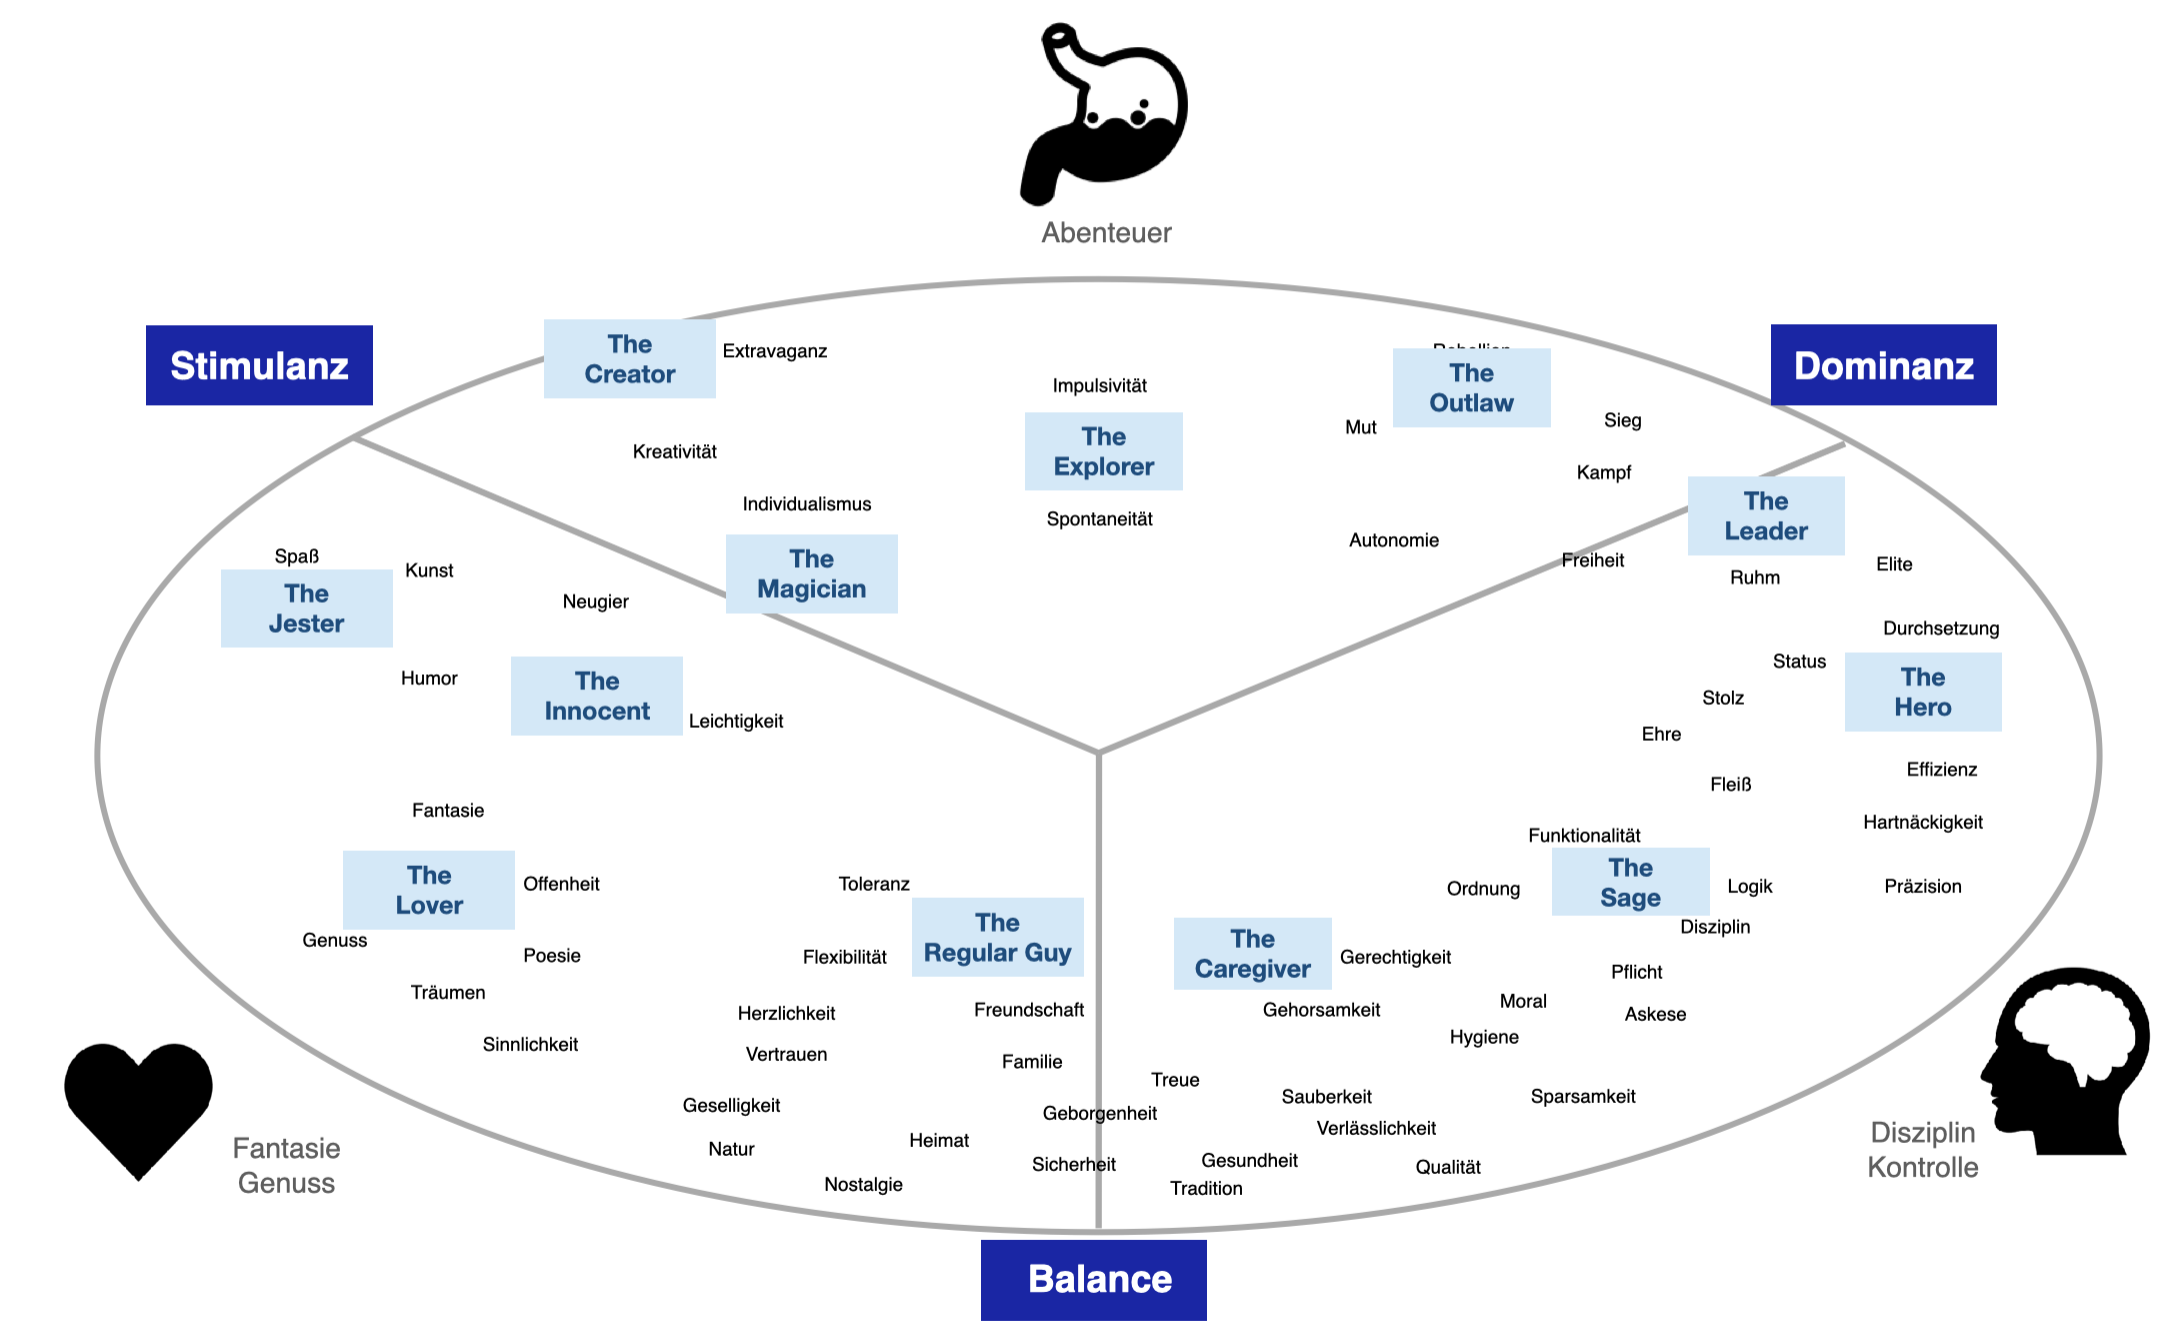 Abenteuer
Stimulanz
Dominanz
The
Creator
Extravaganz
Impulsivität
The
Outlaw
Mut
Sieg
Kreativität
The
Explorer
Kampf
Individualismus
Spontaneität
The
Leader
Autonomie
Freiheit
Ruhm
Elite
Spaß
Kunst
The
Jester
Neugier
The
Magician
Durchsetzung
Status
The
Hero
Humor
The
Innocent
Leichtigkeit
Stolz
Ehre
Effizienz
Fleiß
Fantasie
Hartnäckigkeit
Funktionalität
The
Lover
Offenheit
Toleranz
Ordnung
The
Sage
Logik
Präzision
The
Regular Guy
The
Caregiver
Gerechtigkeit
Disziplin
Genuss
Poesie
Flexibilität
Pflicht
Träumen
Herzlichkeit
Freundschaft
Gehorsamkeit
Moral
Askese
Hygiene
Sinnlichkeit
Vertrauen
Familie
Treue
Sauberkeit
Sparsamkeit
Geselligkeit
Geborgenheit
Verlässlichkeit
Natur
Heimat
Sicherheit
Gesundheit
Qualität
Nostalgie
Tradition
Fantasie
Genuss
Disziplin
Kontrolle
Balance